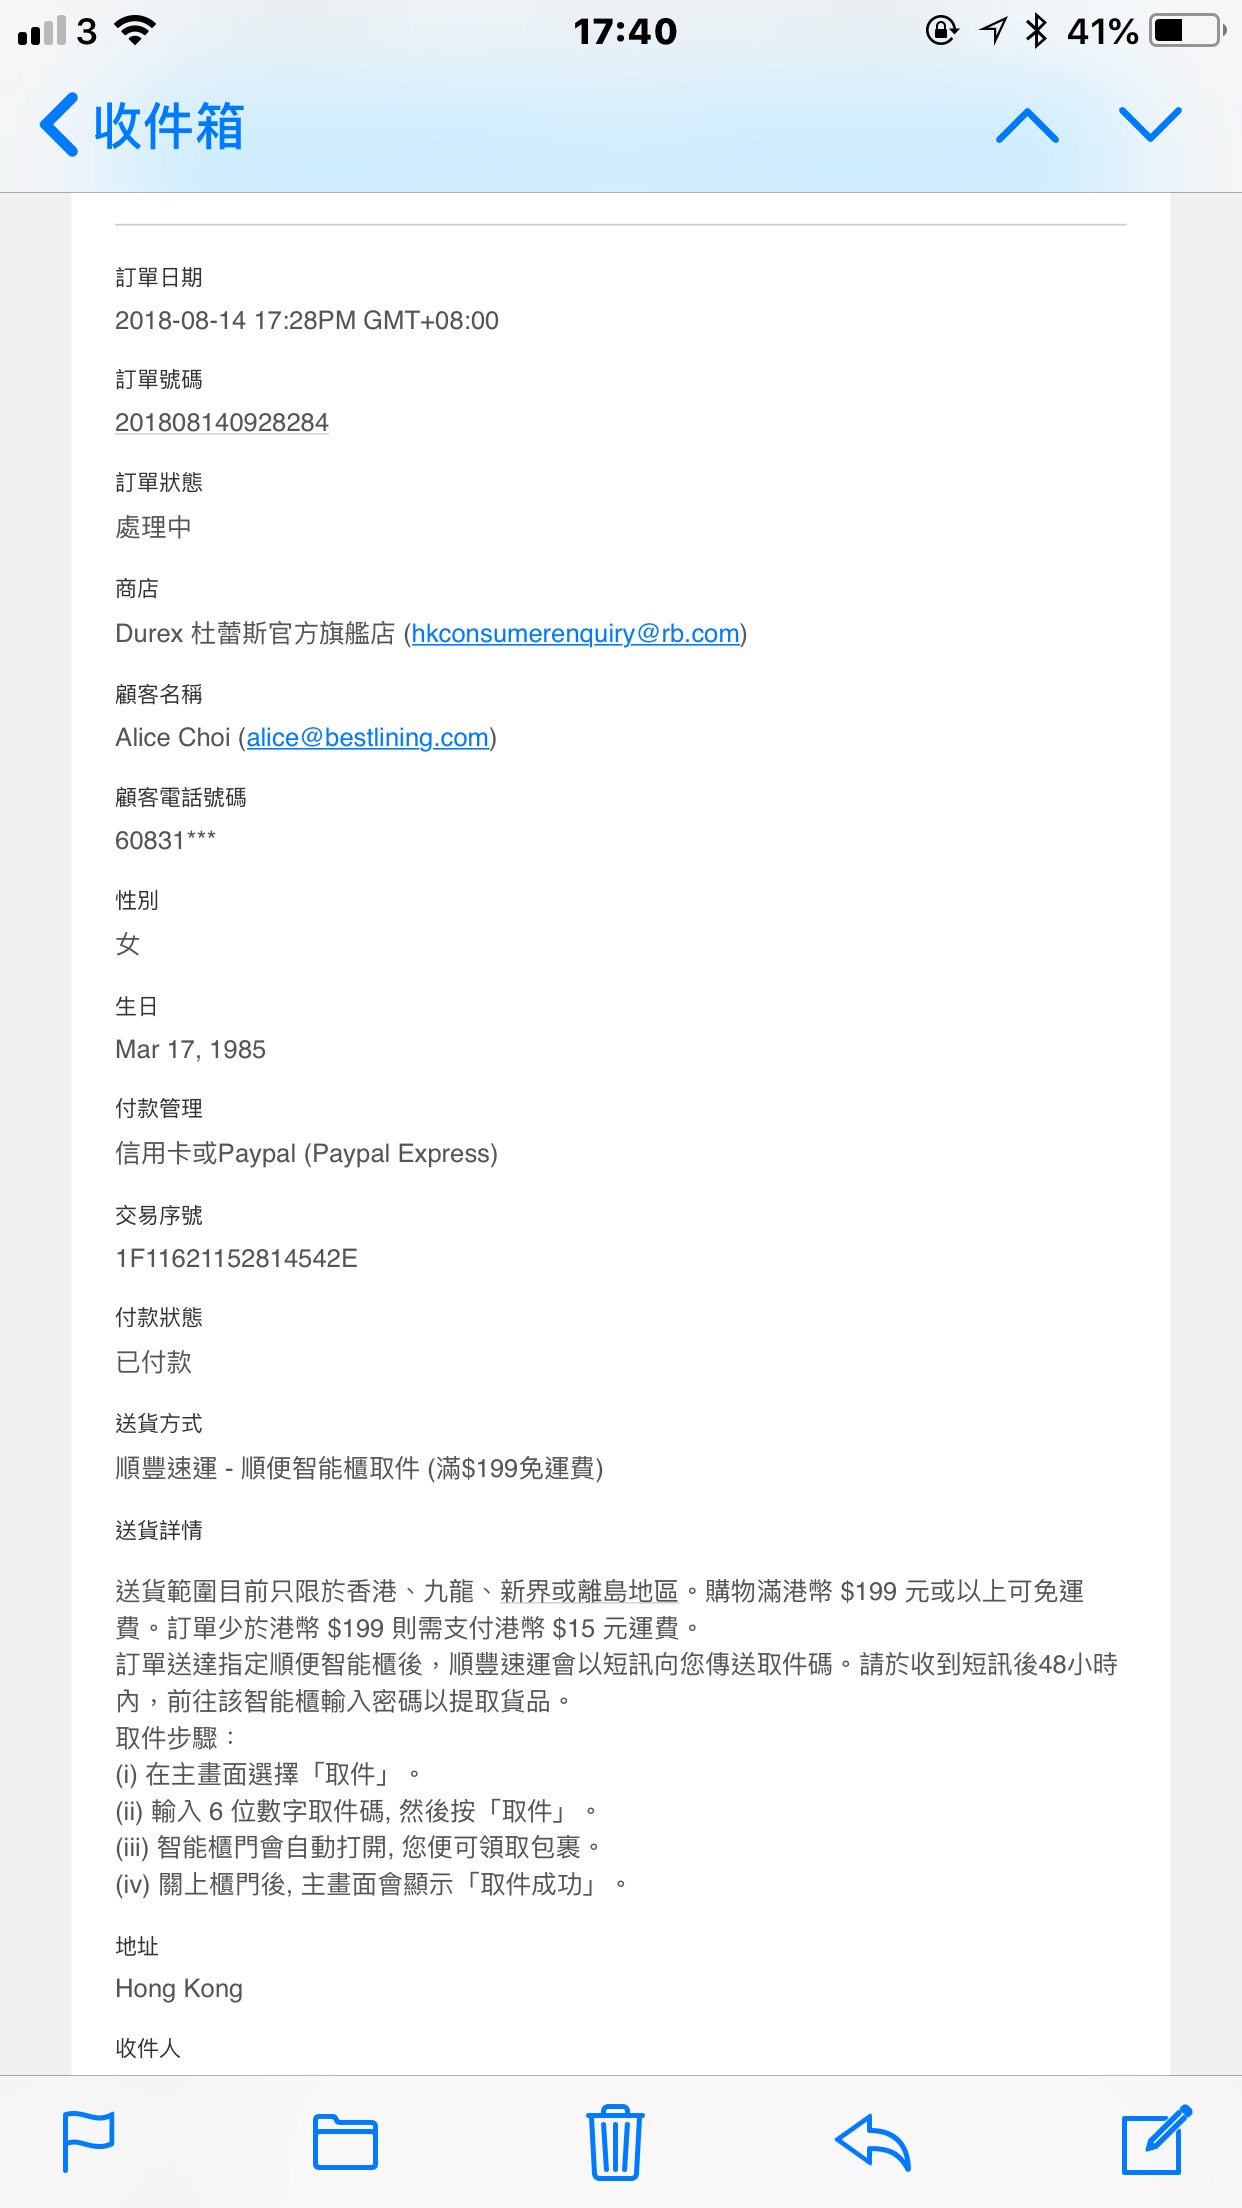 3
17:40
41%
收件箱
訂單日期
2018-08-14 17:28PM GMT+08:00
訂單號碼
201808140928284
訂單狀態
處理中
商店
Durex 杜蕾斯官方旗艦店 (hkconsumerenquiry@rb.com)
顧客名稱
Alice Choi (alice@bestlining.com)
顧客電話號碼
60831***
性別
女
生日
Mar 17, 1985
付款管理
信用卡或Paypal (Paypal Express)
交易序號
1F11621152814542E
付款狀態
已付款
送貨方式
順豐速運 - 順便智能櫃取件 (滿$199免運費)
送貨詳情
送貨範圍目前只限於香港、九龍、新界或離島地區。購物滿港幣 $199 元或以上可免運
費。訂單少於港幣 $199 則需支付港幣 $15 元運費。
訂單送達指定順便智能櫃後，順豐速運會以短訊向您傳送取件碼。請於收到短訊後48小時
內，前往該智能櫃輸入密碼以提取貨品。
取件步驟：
(i) 在主畫面選擇「取件」。
(ii) 輸入 6 位數字取件碼, 然後按「取件」。
(iii) 智能櫃門會自動打開, 您便可領取包裹。
(iv) 關上櫃門後, 主畫面會顯示「取件成功」。
地址
Hong Kong
收件人